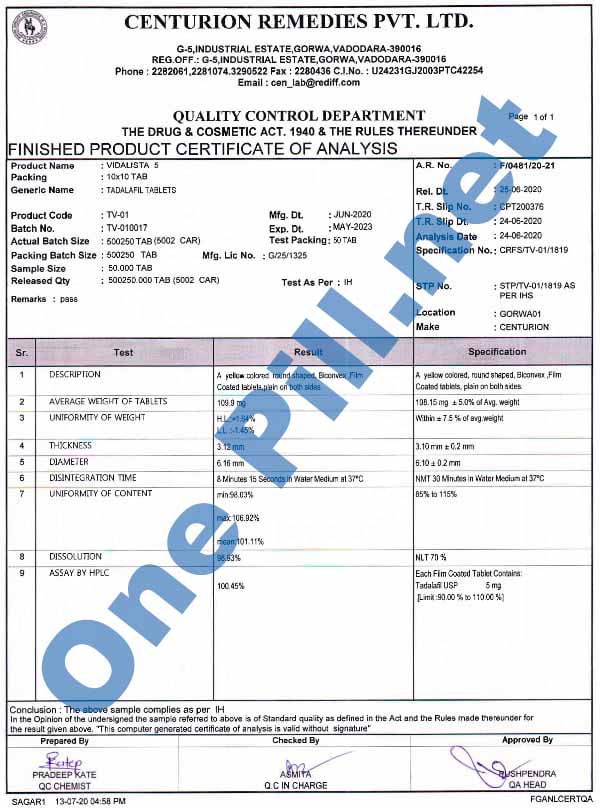 CENTURION REMEDIES PVT. LTD.
G-5,INDUSTRIAL ESTATE,GORWA,VADODARA-390016
REG.OFF.: G-5,INDUSTRIAL ESTATE,GORWA,VADODARA-390016
Phone : 2282061,2281074.3290522 Fax : 2280436 C.I.No. : U24231GJ2003PTC42254
Email : cen_lab@rediff.com
QUALITY CONTROL DEPARTMENT
Page 1 of 1
THE DRUG & COSMETIC ACT. 1940 & THE RULES THEREUNDER
FINISHED PRODUCT CERTIFICATE OF ANALYSIS
Product Name : VIDALISTA 5
Packing : 10x10 TAB
Generic Name : TADALAFIL TABLETS
Product Code : TV-01 Mfg. Dt. : JUN-2020
Batch No. : TV-010017 Exp. Dt. : MAY-2023
Actual Batch Size : 500250 TAB (5002 CAR) Test Packing : 50 TAB
Packing Batch Size : 500250 TAB Mfg. Lic No. : G/25/1325
Sample Size : 50.000 TAB
Released Qty : 500250.000 TAB (5002 CAR) Test As Per : IH
Remarks : pass
A.R. No. : F/0481/20-21
Rel. Dt. : 25-06-2020
T.R. Slip No. : CPT200376
T.R. Slip Dt. : 24-06-2020
Analysis Date : 24-06-2020
Specification No. : CRFS/TV-01/1819
STP No. : STP/TV-01/1819 AS
PER IHS
Location : GORWA01
Make : CENTURION
Sr. Test Result Specification
1 DESCRIPTION A yellow colored, round shaped, Biconvex ,Film A yellow colored, round shaped, Biconvex ,Film
Coated tablets,plain on both sides. Coated tablets, plain on both sides.
2 AVERAGE WEIGHT OF TABLETS 109.9 mg 108.15 mg ± 5.0% of Avg. weight
3 UNIFORMITY OF WEIGHT H.L.:+1.64% Within ± 7.5 % of avg.weight
L.L. :-1.45%
4 THICKNESS 3.12 mm 3.10 mm ± 0.2 mm
5 DIAMETER 6.16 mm 6.10 ± 0.2 mm
6 DISINTEGRATION TIME 8 Minutes 15 Seconds in Water Medium at 37°C NMT 30 Minutes in Water Medium at 37°C
7 UNIFORMITY OF CONTENT min:98.03% 85% to 115%
max:106.92%
mean:101.11%
8 DISSOLUTION NLT 70 %
9 ASSAY BY HPLC 100.45% Each Film Coated Tablet Contains:
Tadalafil USP 5 mg
[Limit :90.00 % to 110.00 %]
Conclusion : The above sample complies as per IH
In the Opinion of the undersigned the sample referred to above is of Standard quality as defined in the Act and the Rules made thereunder for
the result given above. "This computer generated certificate of analysis is valid without signature"
Prepared By Checked By Approved By
PRADEEP KATE ASMITA PUSHPENDRA
QC CHEMIST Q.C IN CHARGE QA HEAD
SAGAR1 13-07-20 04:58 PM FGANLCERTQA
One Pill.net